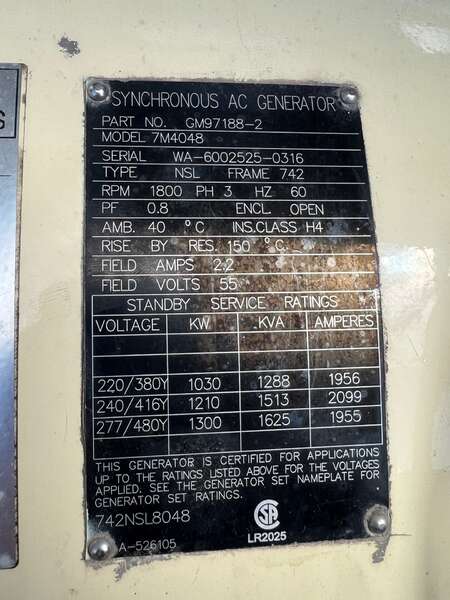 SYNCHRONOUS AC GENERATOR
PART NO. GM97188-2
MODEL 7M4048
SERIAL WA-6002525-0316
TYPE NSL FRAME 742
RPM 1800 PH 3 HZ 60
PF 0.8 ENCL. OPEN
AMB. 40 °C INS.CLASS H4
RISE BY RES. 150 °C.
FIELD AMPS 2.2
FIELD VOLTS 55
STANDBY SERVICE RATINGS
VOLTAGE KW KVA AMPERES
220/380Y 1030 1288 1956
240/416Y 1210 1513 2099
277/480Y 1300 1625 1955
THIS GENERATOR IS CERTIFIED FOR APPLICATIONS
UP TO THE RATINGS LISTED ABOVE FOR THE VOLTAGES
APPLIED. SEE THE GENERATOR SET NAMEPLATE FOR
GENERATOR SET RATINGS.
742NSL8048
SA
LR2025
A-526105
S